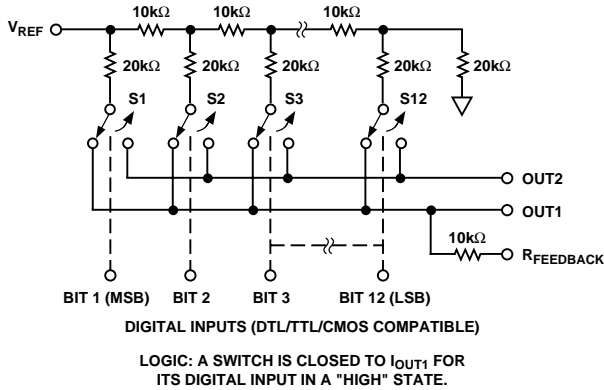 10kΩ 10kΩ 10kΩ
VREF
20kΩ 20kΩ 20kΩ 20kΩ 20kΩ
S1 S2 S3 S12
OUT2
OUT1
10kΩ
RFEEDBACK
BIT 1 (MSB) BIT 2 BIT 3 BIT 12 (LSB)
DIGITAL INPUTS (DTL/TTL/CMOS COMPATIBLE)
LOGIC: A SWITCH IS CLOSED TO IOUT1 FOR
ITS DIGITAL INPUT IN A "HIGH" STATE.